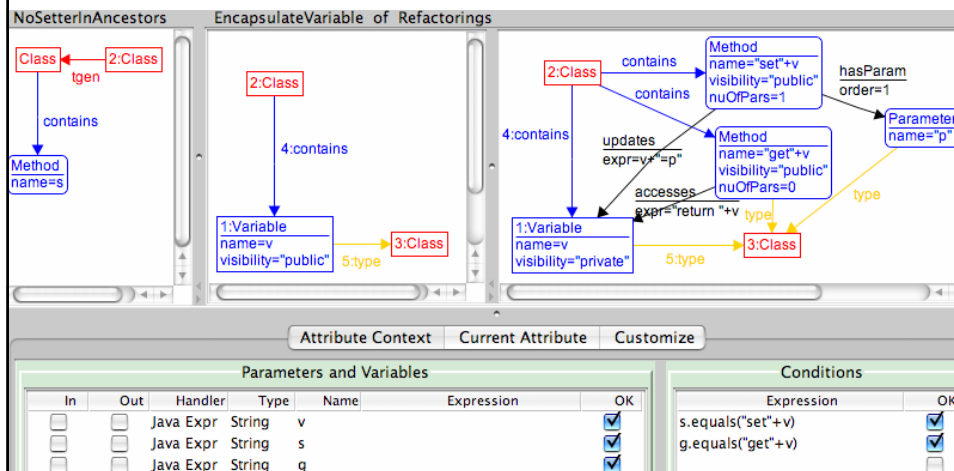 NoSetterInAncestors
EncapsulateVariable of Refactorings
Class
2:Class
tgen
contains
Method
name=s
2:Class
4:contains
1:Variable
name=v
visibility="public"
5:type
3:Class
2:Class
contains
contains
4:contains
Method
name="set"+v
visibility="public"
nuOfPars=1
hasParam
order=1
Parameter
name="p"
updates
expr=v+"=p"
Method
name="get"+v
visibility="public"
nuOfPars=0
accesses
expr="return "+v
type
type
1:Variable
name=v
visibility="private"
5:type
3:Class
Attribute Context Current Attribute Customize
Parameters and Variables
In Out Handler Type Name Expression OK
Java Expr String v
Java Expr String s
Java Expr String g
Conditions
Expression OK
s.equals("set"+v)
g.equals("get"+v)